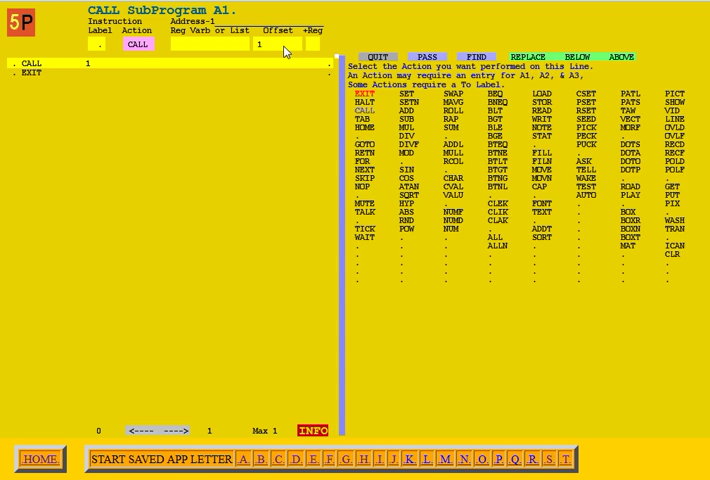 5P
CALL SubProgram A1.
Instruction Address-1
Label Action Reg Varb or List Offset +Reg
. CALL 1
QUIT PASS FIND REPLACE BELOW ABOVE
. CALL 1 .
. EXIT .
Select the Action you want performed on this Line.
An Action may require an entry for A1, A2, & A3,
Some Actions require a To Label.
EXIT SET SWAP BEQ LOAD CSET PATL PICT
HALT SETN MAVG BNEQ STOR PSET PATS SHOW
CALL ADD ROLL BLT READ RSET TAW VID
TAB SUB RAP BGT WRIT SEED VECT LINE
HOME MUL SUM BLE NOTE PICK MORF OVLD
. DIV . BGE STAT PECK . OVLF
GOTO DIVF ADDL BTEQ . PUCK DOTS RECD
RETN MOD MULL BTNE FILL . DOTA RECF
FOR . RCOL BTLT FILN ASK DOTO POLD
NEXT SIN . BTGT MOVE TELL DOTP POLF
SKIP COS CHAR BTNG MOVN WAKE . .
NOP ATAN CVAL BTNL CAP TEST ROAD GET
. SQRT VALU . . AUTO PLAY PUT
MUTE HYP . CLEK FONT . . PIX
TALK ABS NUMF CLIK TEXT . BOX .
. RND NUMD CLAK . . BOXR WASH
TICK POW NUM . ADDT . BOXN TRAN
WAIT . . ALL SORT . BOXT .
. . . ALLN . . MAT ICAN
. . . . . . . CLR
. . . . . . . .
. . . . . . . .
. . . . . . . .
0 <---- ----> 1 Max 1 INFO
HOME START SAVED APP LETTER A B C D E F G H I J K L M N O P Q R S T